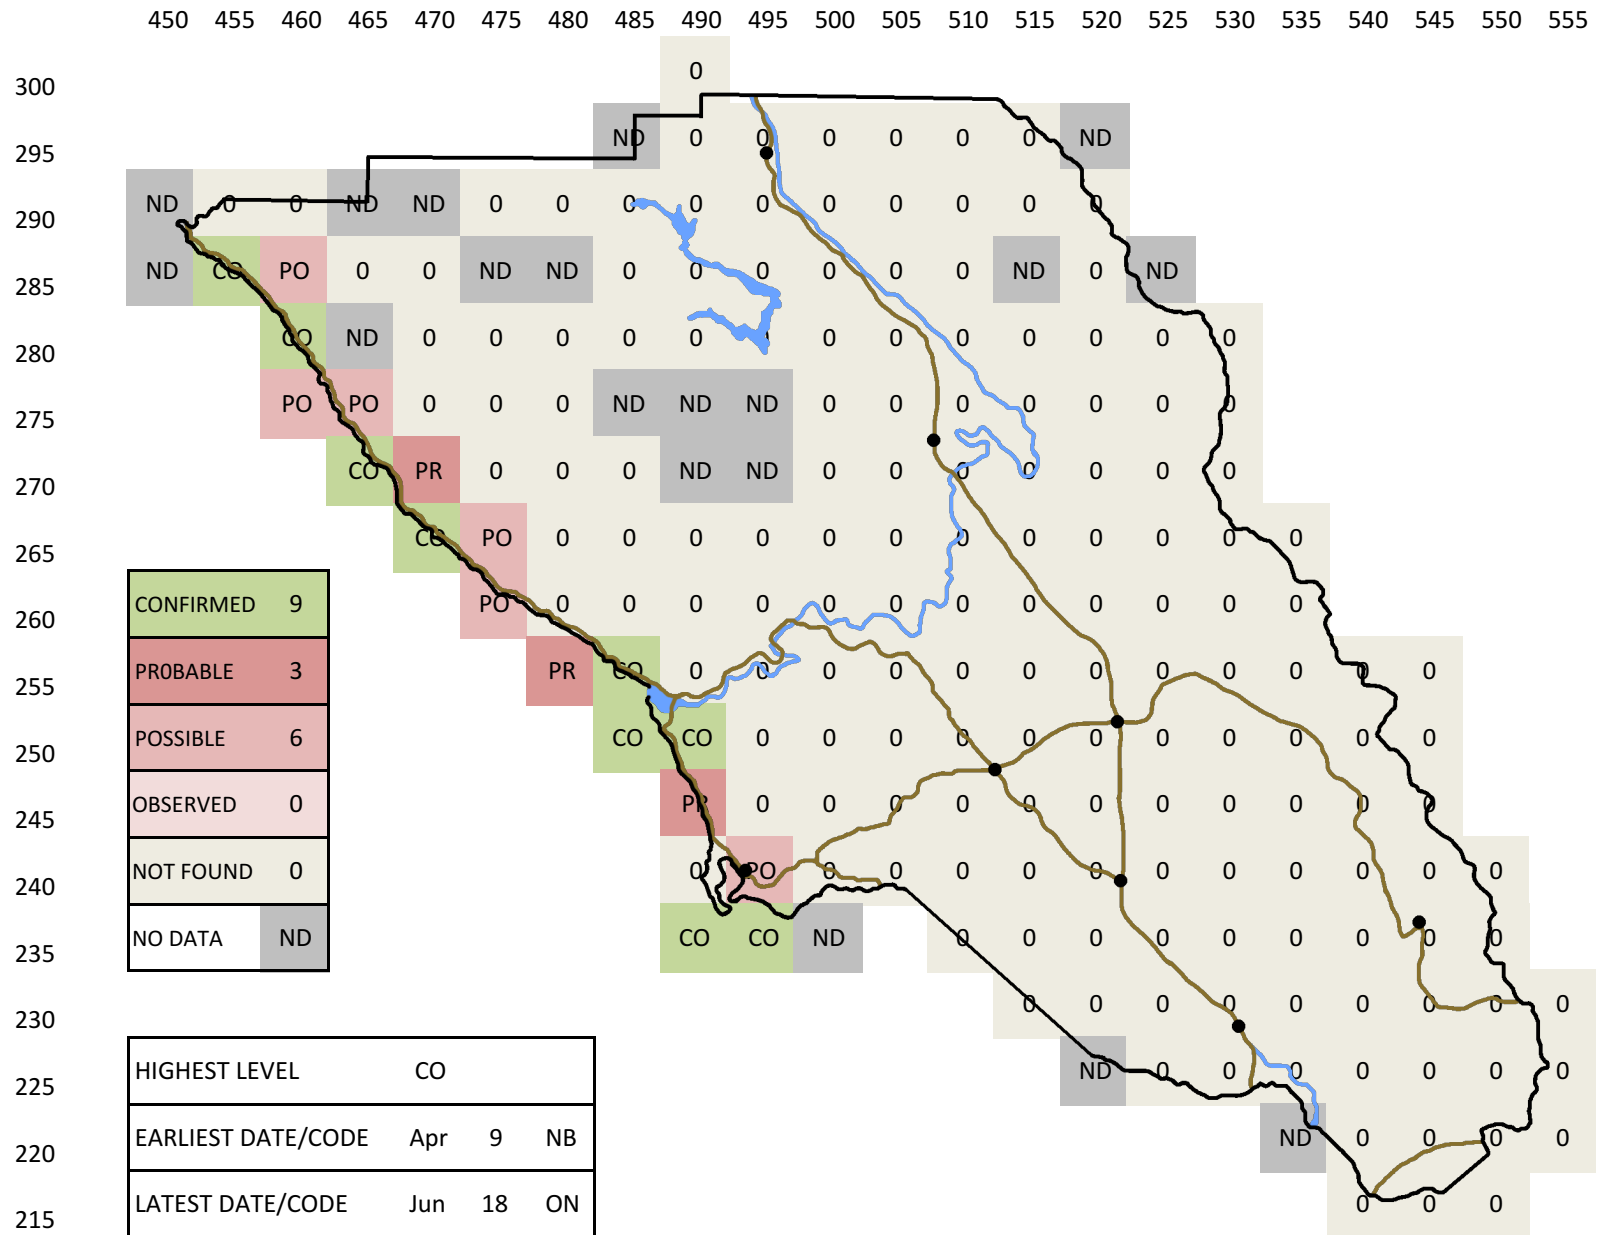 450 455 460 465 470 475 480 485 490 495 500 505 510 515 520 525 530 535 540 545 550 555
300 0
295 ND 0 0 0 0 0 0 ND
290 ND 0 0 ND ND 0 0 0 0 0 0 0 0 0 0
285 ND CO PO 0 0 ND ND 0 0 0 0 0 0 ND 0 ND
280 CO ND 0 0 0 0 0 0 0 0 0 0 0 0 0
275 PO PO 0 0 0 ND ND ND 0 0 0 0 0 0 0
270 CO PR 0 0 0 ND ND 0 0 0 0 0 0 0
265 CO PO 0 0 0 0 0 0 0 0 0 0 0 0
260 PO 0 0 0 0 0 0 0 0 0 0 0 0
255 PR CO 0 0 0 0 0 0 0 0 0 0 0 0
250 CO CO 0 0 0 0 0 0 0 0 0 0 0
245 PR 0 0 0 0 0 0 0 0 0 0 0
240 0 PO 0 0 0 0 0 0 0 0 0 0 0
235 CO CO ND 0 0 0 0 0 0 0 0 0
230 0 0 0 0 0 0 0 0 0
225 ND 0 0 0 0 0 0 0
220 ND 0 0 0 0
215 0 0 0
CONFIRMED 9
PR0BABLE 3
POSSIBLE 6
OBSERVED 0
NOT FOUND 0
NO DATA ND
HIGHEST LEVEL CO
EARLIEST DATE/CODE Apr 9 NB
LATEST DATE/CODE Jun 18 ON